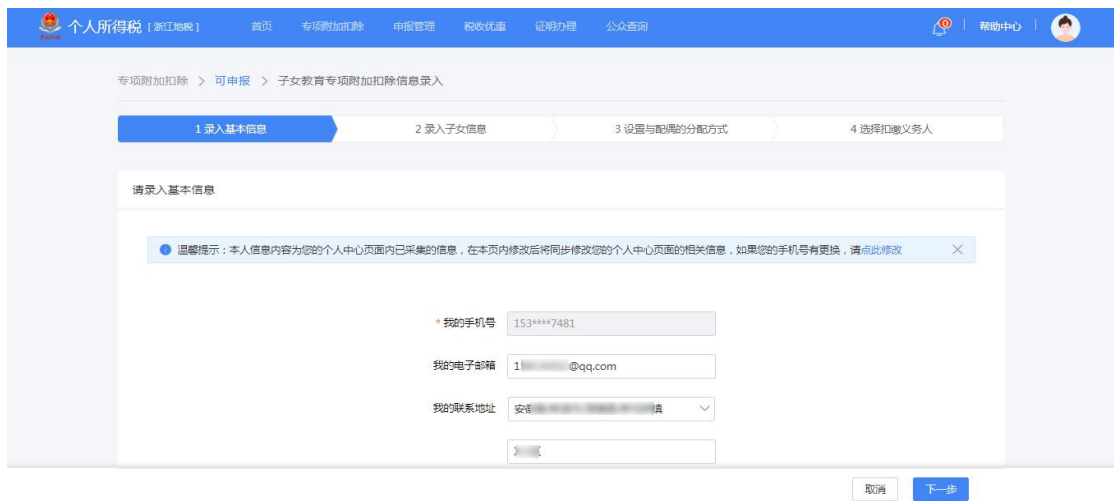 个人所得税 [ 浙江地税 ] 首页 专项附加扣除 申报管理 税收优惠 证明办理 公众查询 帮助中心
专项附加扣除 > 可申报 > 子女教育专项附加扣除信息录入
1 录入基本信息 2 录入子女信息 3 设置与配偶的分配方式 4 选择扣缴义务人
请录入基本信息
温馨提示：本人信息内容为您的个人中心页面内已采集的信息，在本页内修改后将同步修改您的个人中心页面的相关信息，如果您的手机号有更换，请点此修改
* 我的手机号 153****7481
我的电子邮箱 1 @qq.com
我的联系地址 安 镇
取消 下一步